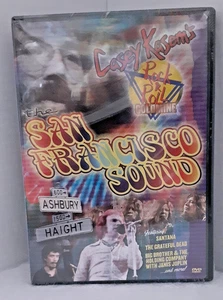 Casey Kasem's
Rock n' Roll
GOLDMINE
The
SAN
FRANCISCO
SOUND
ASHBURY
HAIGHT
featuring
SANTANA
THE GRATEFUL DEAD
BIG BROTHER & THE
HOLDING COMPANY
WITH JANIS JOPLIN
and more!
DVD